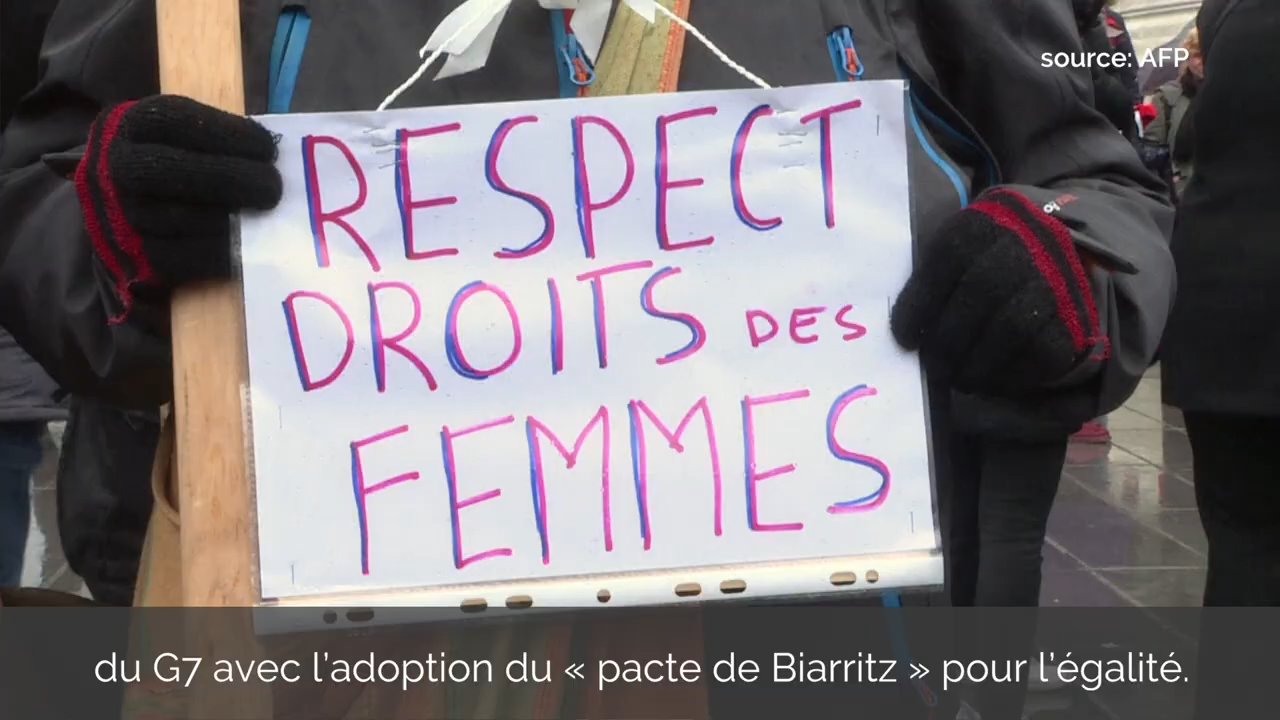 source: AFP
RESPECT
DROITS DES
FEMMES
du G7 avec l'adoption du « pacte de Biarritz » pour l'égalité.